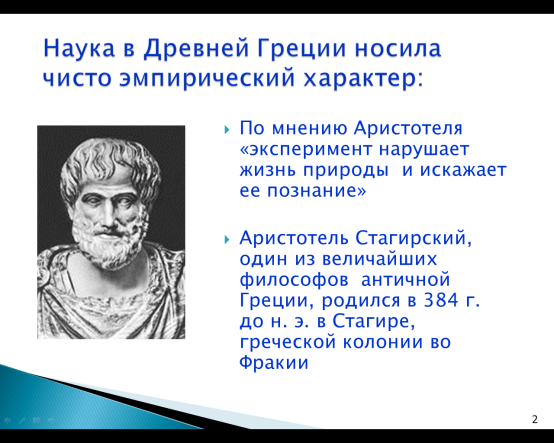 Наука в Древней Греции носила
чисто эмпирический характер:
По мнению Аристотеля
«эксперимент нарушает
жизнь природы  и искажает
ее познание»
Аристотель Стагирский,
один из величайших
философов  античной
Греции, родился в 384 г.
до н. э. в Стагире,
греческой колонии во
Фракии
2